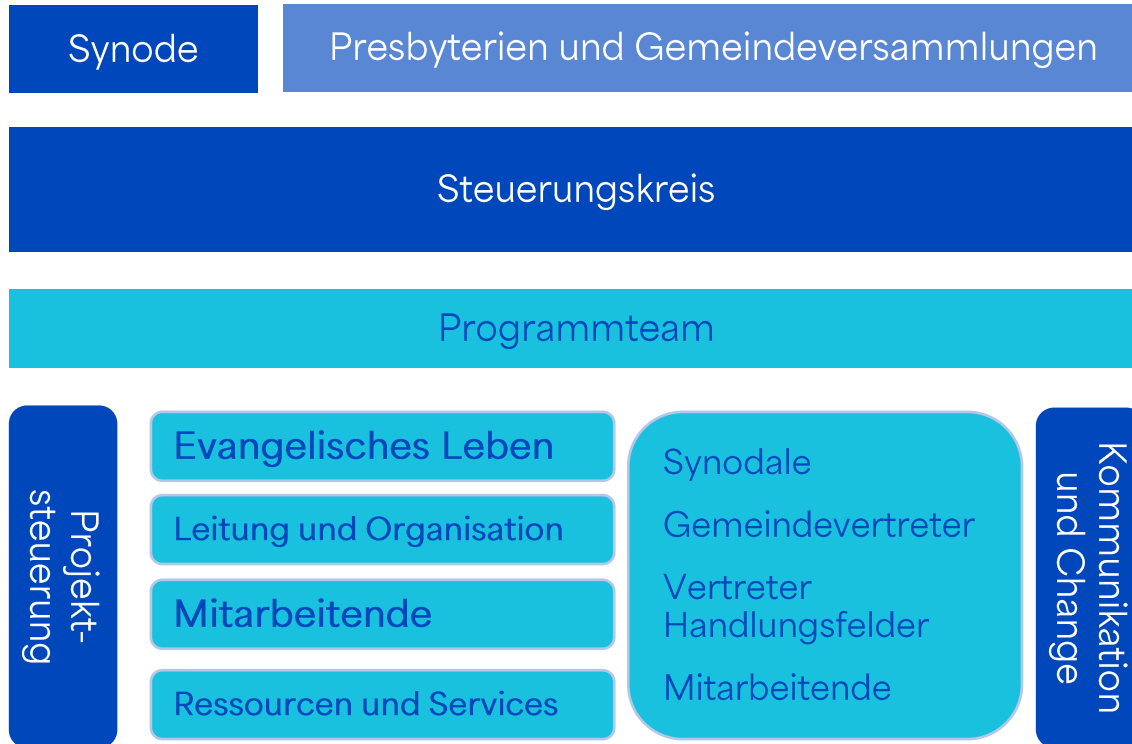 Synode
Presbyterien und Gemeindeversammlungen
Steuerungskreis
Programmteam
Projekt-
steuerung
Evangelisches Leben
Leitung und Organisation
Mitarbeitende
Ressourcen und Services
Synodale
Gemeindevertreter
Vertreter
Handlungsfelder
Mitarbeitende
Kommunikation
und Change